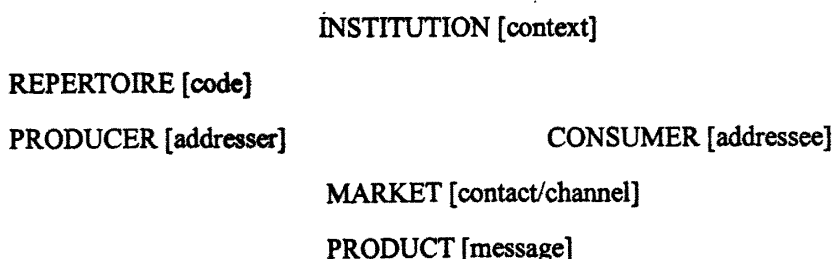 INSTITUTION [context]
REPERTOIRE [code]
PRODUCER [addresser] CONSUMER [addressee]
MARKET [contact/channel]
PRODUCT [message]